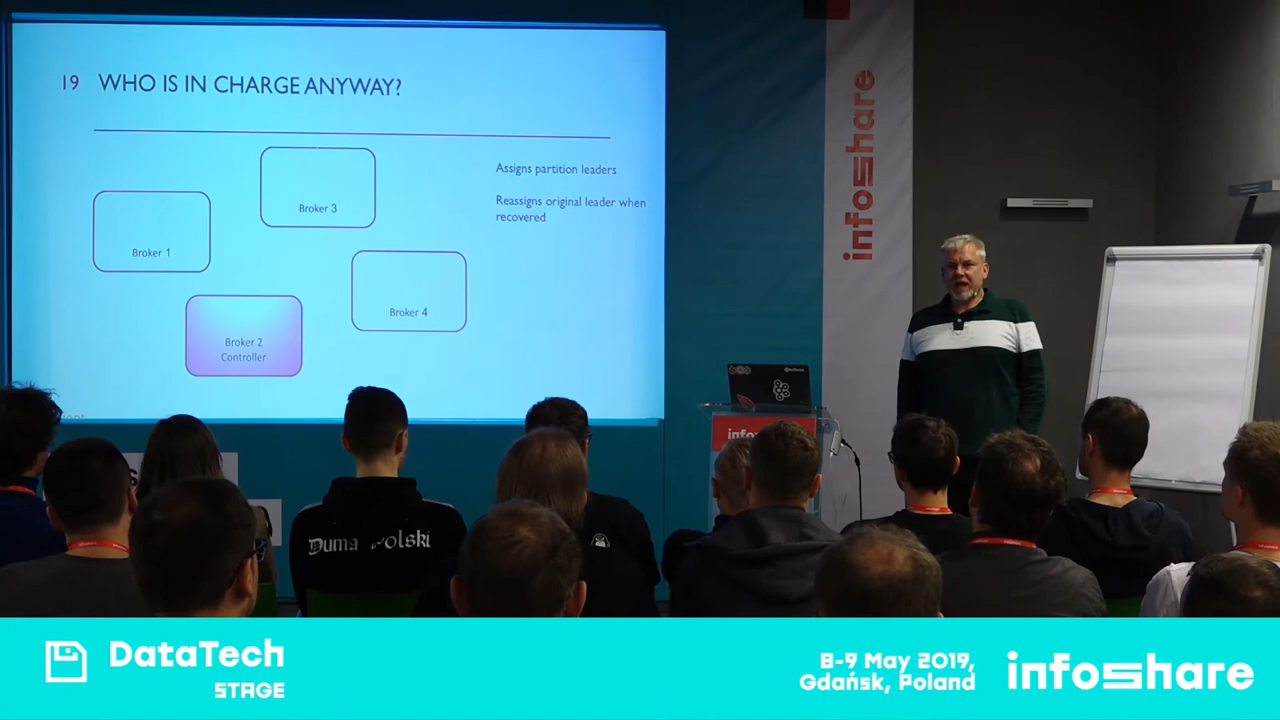 19 WHO IS IN CHARGE ANYWAY?
Assigns partition leaders
Reassigns original leader when
recovered
Broker 3
Broker 1
Broker 4
Broker 2
Controller
infoshare
Duma Polski
DataTech
STAGE
8-9 May 2019,
Gdańsk, Poland
infoshare